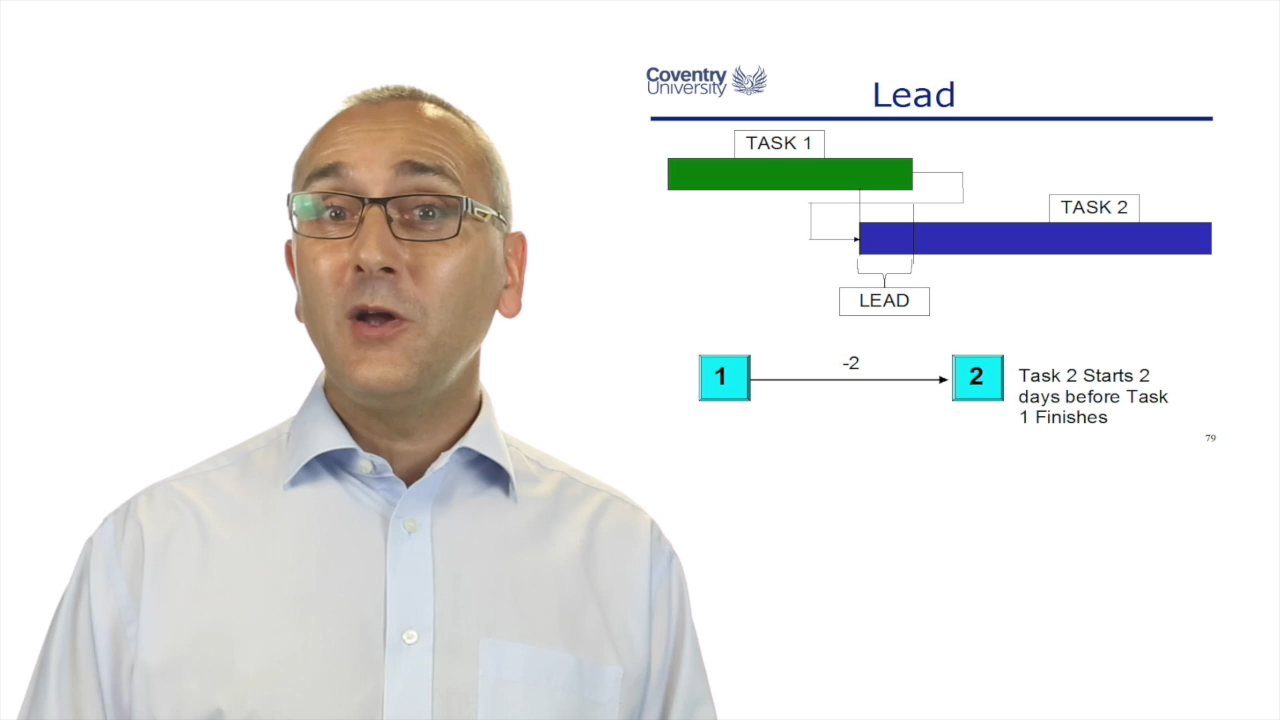 Coventry
University
Lead
TASK 1
TASK 2
LEAD
1
-2
2
Task 2 Starts 2
days before Task
1 Finishes
79